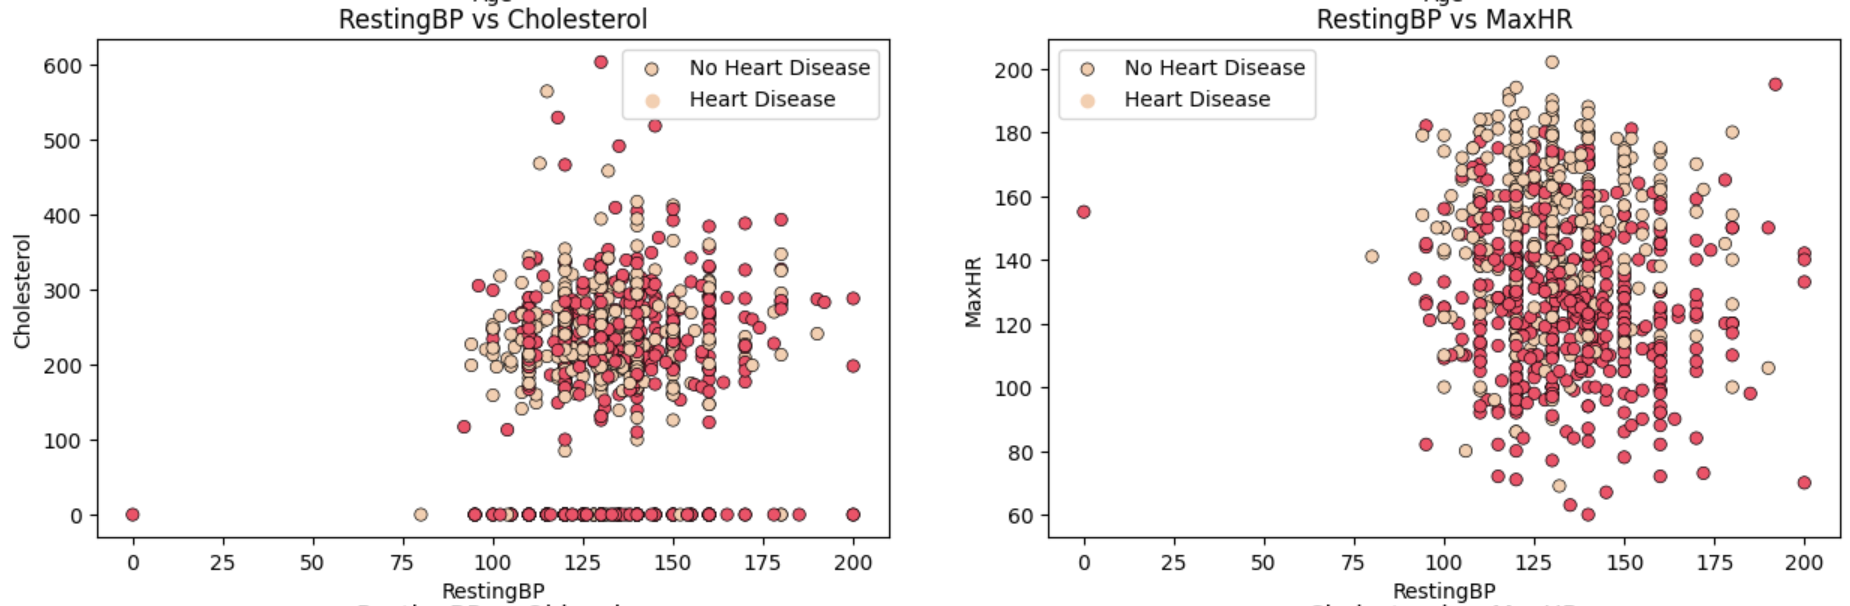 RestingBP vs Cholesterol
No Heart Disease
Heart Disease
600
500
400
300
200
100
0
Cholesterol
0 25 50 75 100 125 150 175 200
RestingBP
RestingBP vs MaxHR
No Heart Disease
Heart Disease
200
180
160
140
120
100
80
60
MaxHR
0 25 50 75 100 125 150 175 200
RestingBP